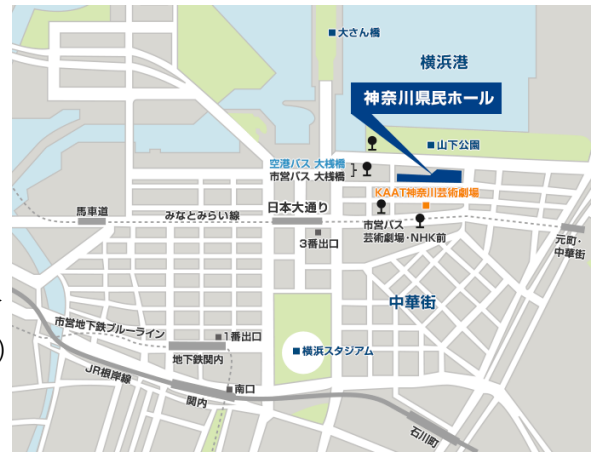 ■大さん橋
横浜港
神奈川県民ホール
■山下公園
空港バス 大桟橋
市営バス 大桟橋
KAAT神奈川芸術劇場
馬車道
みなとみらい線
日本大通り
市営バス
芸術劇場・NHK前
3番出口
元町・
中華街
中華街
市営地下鉄ブルーライン
1番出口
地下鉄関内
■横浜スタジアム
JR根岸線
南口
関内
石川町
)